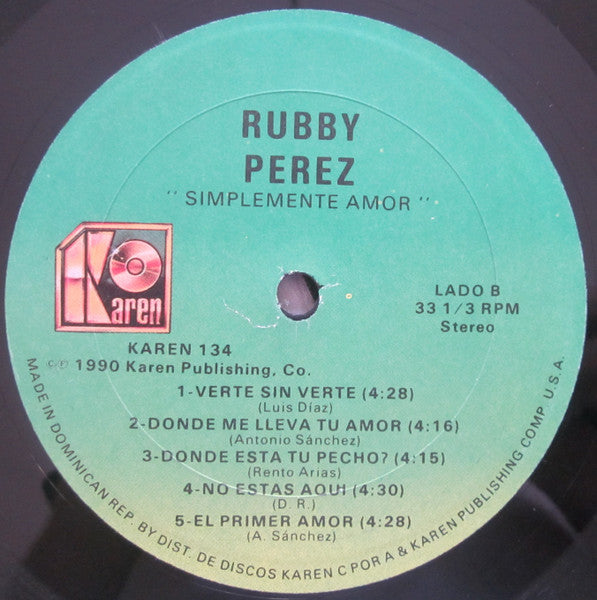 RUBBY
PEREZ
"SIMPLEMENTE AMOR"
Karen
LADO B
33 1/3 RPM
Stereo
KAREN 134
©℗ 1990 Karen Publishing, Co.
1-VERTE SIN VERTE (4:28)
(Luis Díaz)
2-DONDE ME LLEVA TU AMOR (4:16)
(Antonio Sánchez)
3-DONDE ESTA TU PECHO? (4:15)
(Rento Arias)
4-NO ESTAS AQUI (4:30)
(D. R.)
5-EL PRIMER AMOR (4:28)
(A. Sánchez)
MADE IN DOMINICAN REP. BY DIST. DE DISCOS KAREN C POR A & KAREN PUBLISHING COMP. U.S.A.